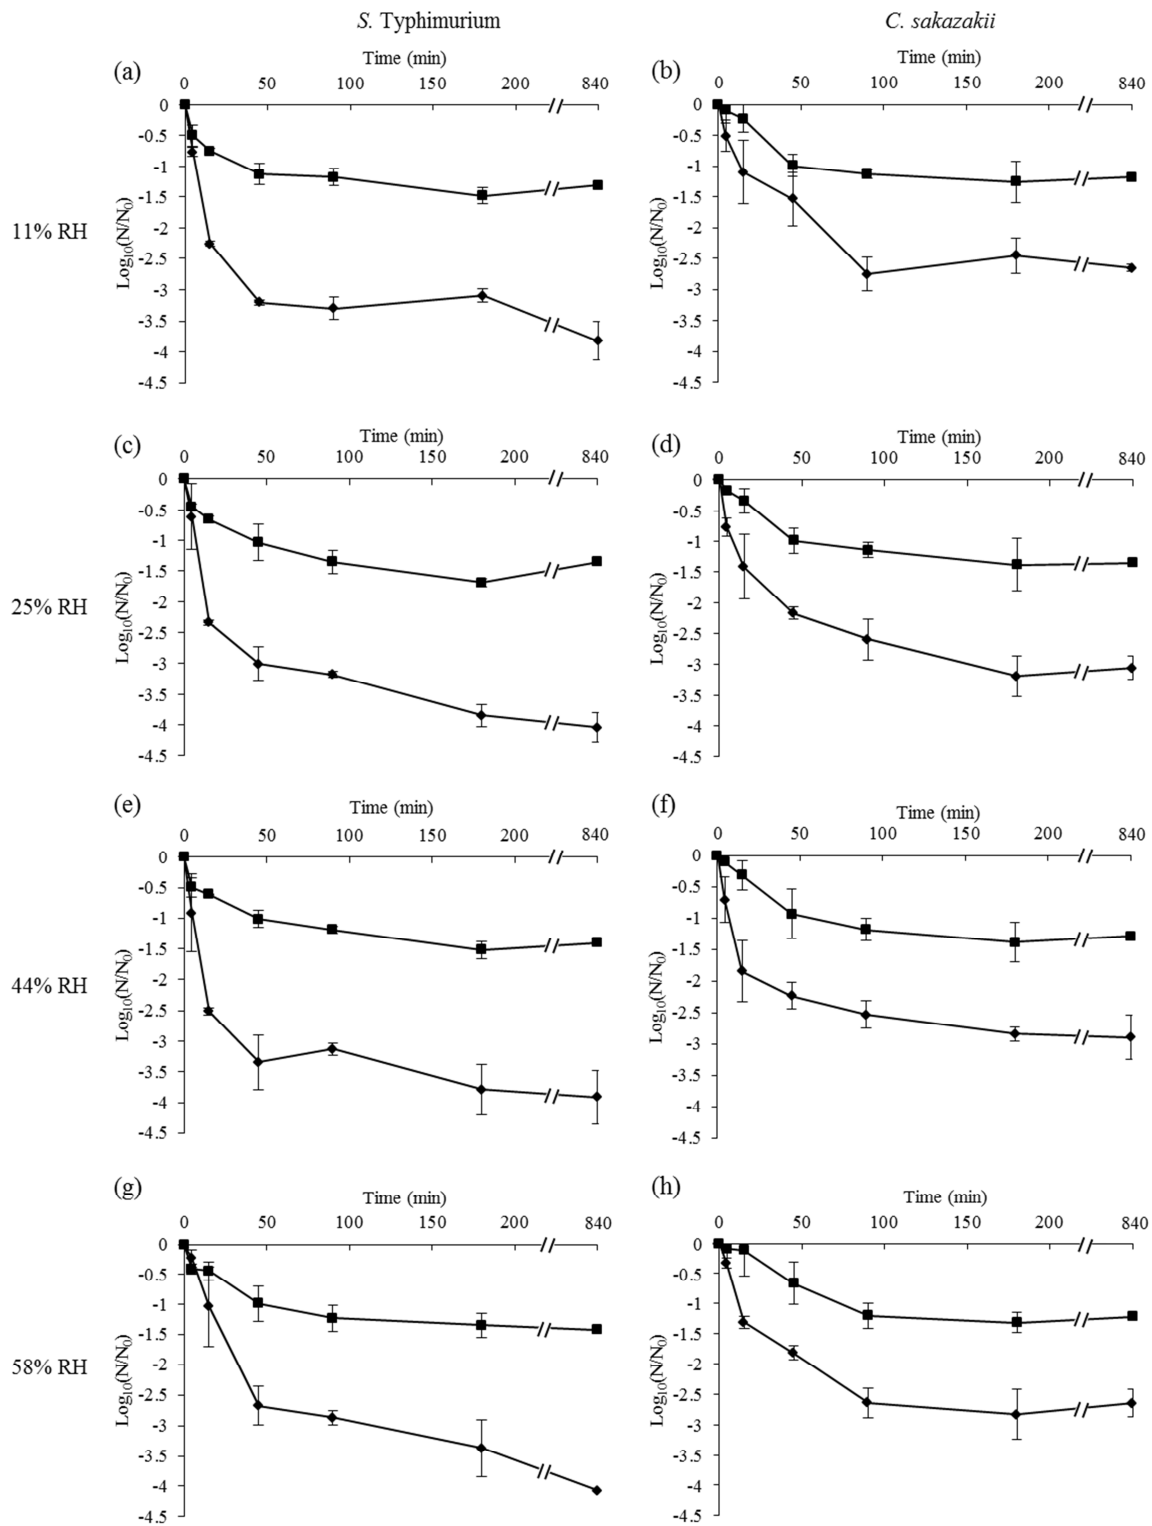 S. Typhimurium
C. sakazakii
11% RH
(a)
Time (min)
0 50 100 150 200 840
0
-0.5
-1
-1.5
-2
-2.5
-3
-3.5
-4
-4.5
Log₁₀(N/N₀)
(b)
Time (min)
0 50 100 150 200 840
0
-0.5
-1
-1.5
-2
-2.5
-3
-3.5
-4
-4.5
Log₁₀(N/N₀)
25% RH
(c)
Time (min)
0 50 100 150 200 840
0
-0.5
-1
-1.5
-2
-2.5
-3
-3.5
-4
-4.5
Log₁₀(N/N₀)
(d)
Time (min)
0 50 100 150 200 840
0
-0.5
-1
-1.5
-2
-2.5
-3
-3.5
-4
-4.5
Log₁₀(N/N₀)
44% RH
(e)
Time (min)
0 50 100 150 200 840
0
-0.5
-1
-1.5
-2
-2.5
-3
-3.5
-4
-4.5
Log₁₀(N/N₀)
(f)
Time (min)
0 50 100 150 200 840
0
-0.5
-1
-1.5
-2
-2.5
-3
-3.5
-4
-4.5
Log₁₀(N/N₀)
58% RH
(g)
Time (min)
0 50 100 150 200 840
0
-0.5
-1
-1.5
-2
-2.5
-3
-3.5
-4
-4.5
Log₁₀(N/N₀)
(h)
Time (min)
0 50 100 150 200 840
0
-0.5
-1
-1.5
-2
-2.5
-3
-3.5
-4
-4.5
Log₁₀(N/N₀)